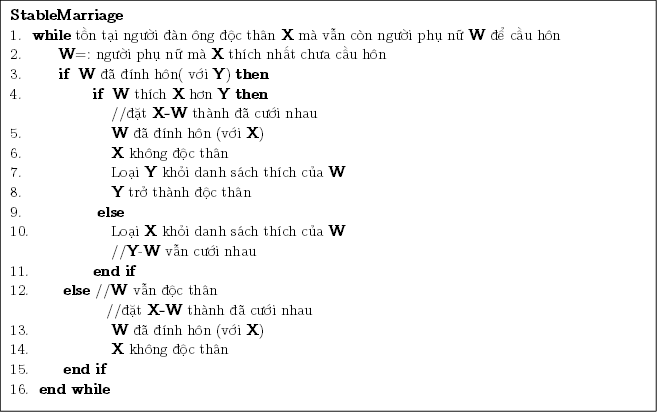 StableMarriage
1. while tồn tại người đàn ông độc thân X mà vẫn còn người phụ nữ W để cầu hôn
2. W=: người phụ nữ mà X thích nhất chưa cầu hôn
3. if W đã đính hôn( với Y) then
4. if W thích X hơn Y then
//đặt X-W thành đã cưới nhau
5. W đã đính hôn (với X)
6. X không độc thân
7. Loại Y khỏi danh sách thích của W
8. Y trở thành độc thân
9. else
10. Loại X khỏi danh sách thích của W
//Y-W vẫn cưới nhau
11. end if
12. else //W vẫn độc thân
//đặt X-W thành đã cưới nhau
13. W đã đính hôn (với X)
14. X không độc thân
15. end if
16. end while